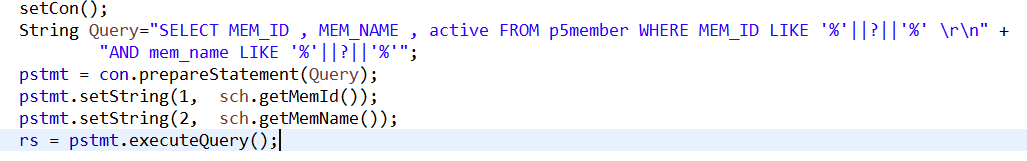 setCon();
String Query="SELECT MEM_ID , MEM_NAME , active FROM p5member WHERE MEM_ID LIKE '%'||?||'%' \r\n" +
"AND mem_name LIKE '%'||?||'%'";
pstmt = con.prepareStatement(Query);
pstmt.setString(1,  sch.getMemId());
pstmt.setString(2,  sch.getMemName());
rs = pstmt.executeQuery();